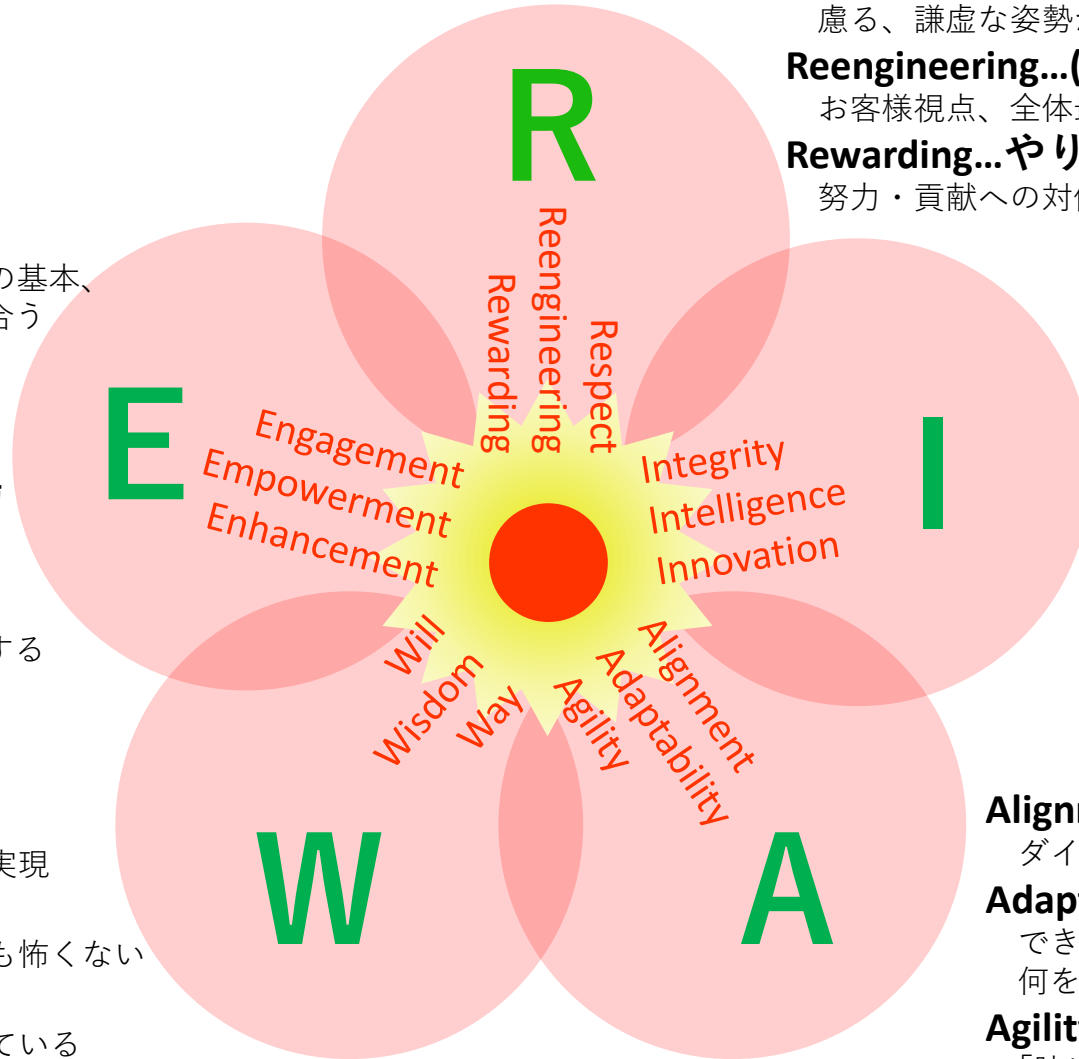 慮る、謙虚な姿勢
Reengineering…(
お客様視点、全体
Rewarding…やり
努力・貢献への対
R
Rewarding
Reengineering
Respect
の基本、
合う
E
Engagement
Empowerment
Enhancement
I
Integrity
Intelligence
Innovation
する
Will
Wisdom
Way
Agility
Adaptability
Alignment
W
A
実現
も怖くない
ている
Alignm
ダイ
Adapt
でき
何を
Agilit